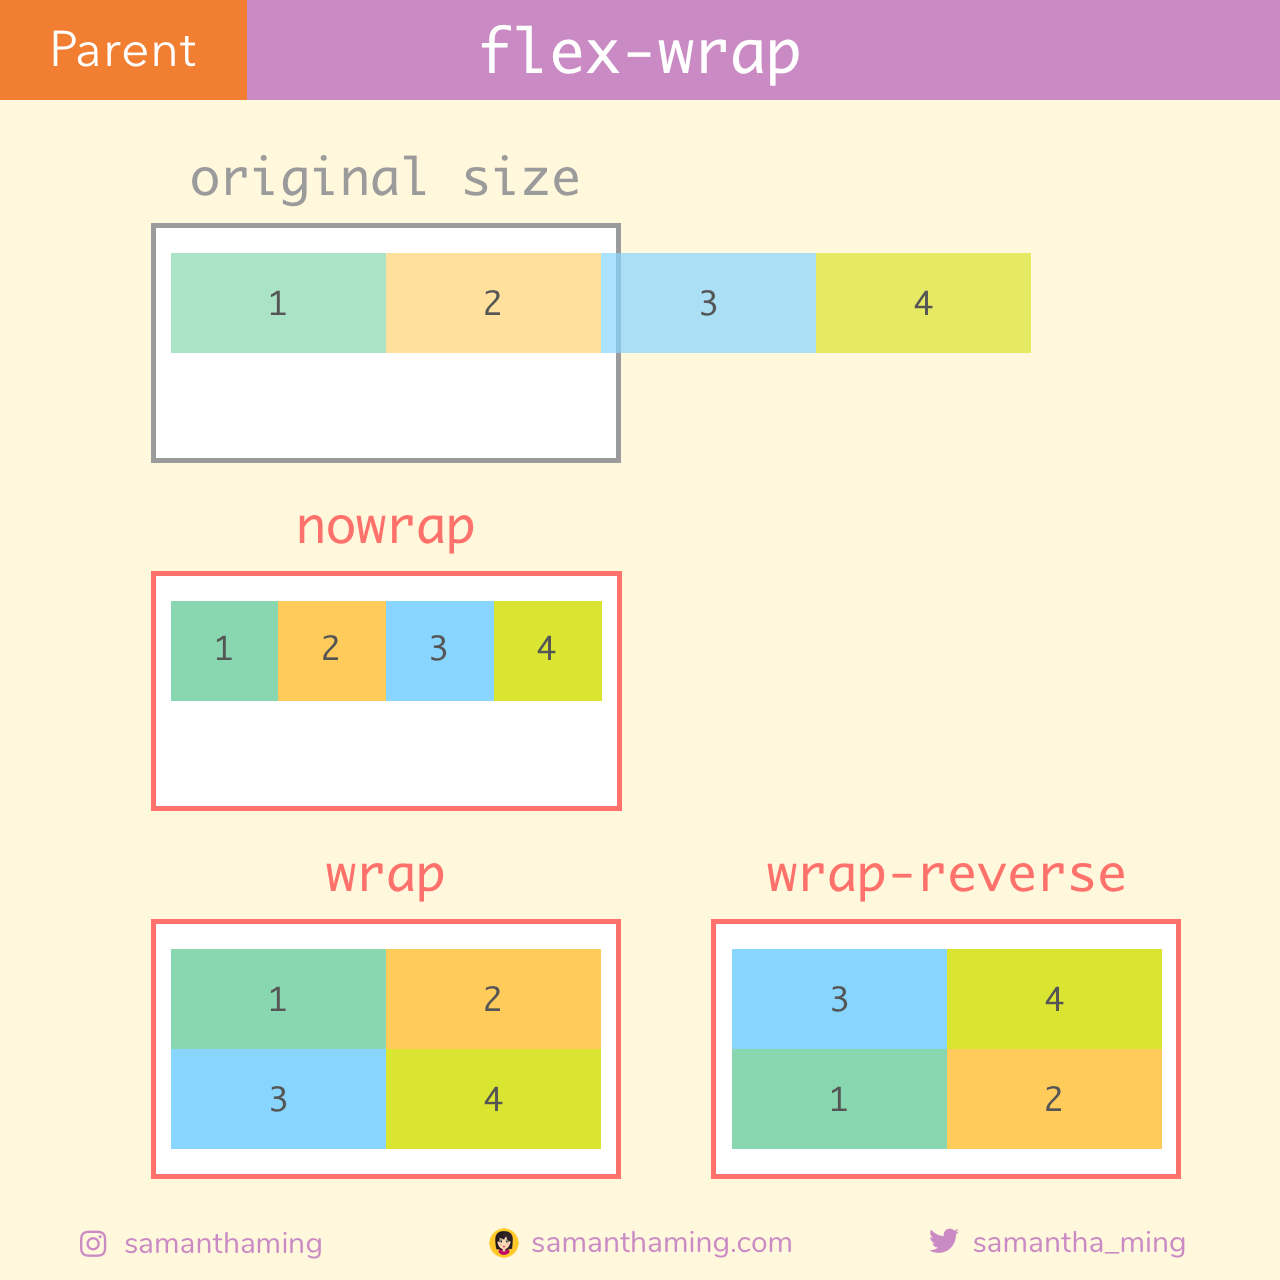 Parent
flex-wrap
original size
1 2 3 4
nowrap
1 2 3 4
wrap
1 2
3 4
wrap-reverse
3 4
1 2
samanthaming
samanthaming.com
samantha_ming